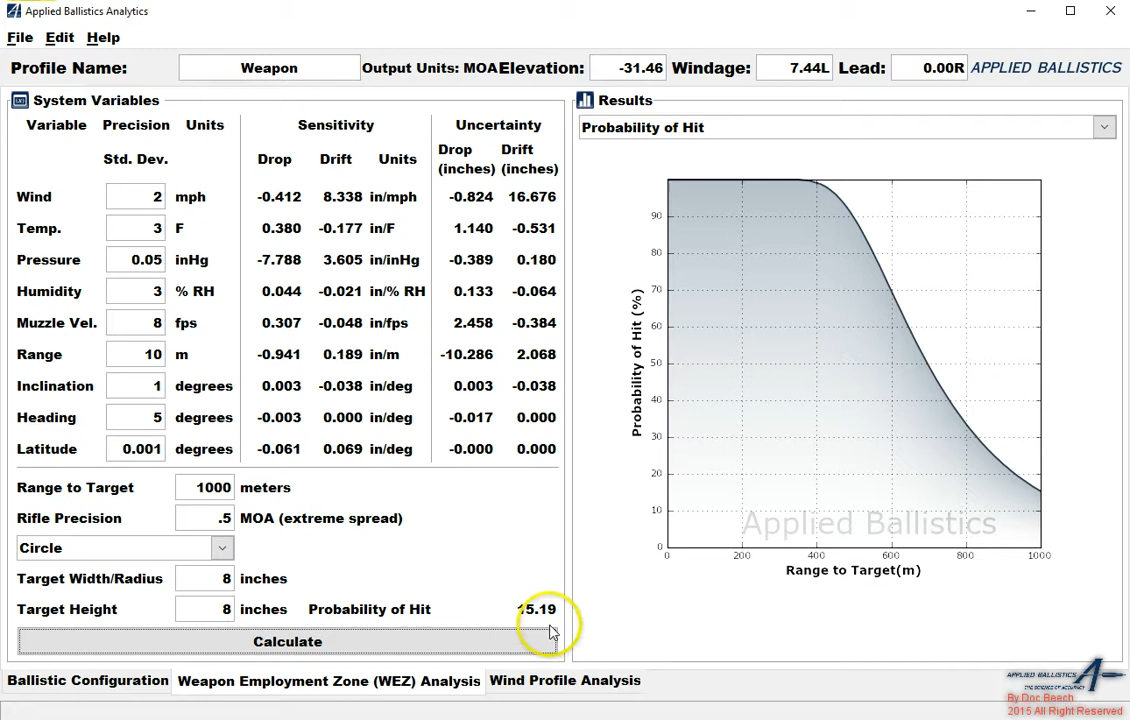 Applied Ballistics Analytics
File Edit Help
Profile Name: Weapon Output Units: MOA Elevation: -31.46 Windage: 7.44L Lead: 0.00R APPLIED BALLISTICS
System Variables
Variable Precision Units Sensitivity Uncertainty
Std. Dev. Drop Drift Units Drop (inches) Drift (inches)
Wind 2 mph -0.412 8.338 in/mph -0.824 16.676
Temp. 3 F 0.380 -0.177 in/F 1.140 -0.531
Pressure 0.05 inHg -7.788 3.605 in/inHg -0.389 0.180
Humidity 3 % RH 0.044 -0.021 in/% RH 0.133 -0.064
Muzzle Vel. 8 fps 0.307 -0.048 in/fps 2.458 -0.384
Range 10 m -0.941 0.189 in/m -10.286 2.068
Inclination 1 degrees 0.003 -0.038 in/deg 0.003 -0.038
Heading 5 degrees -0.003 0.000 in/deg -0.017 0.000
Latitude 0.001 degrees -0.061 0.069 in/deg -0.000 0.000
Range to Target 1000 meters
Rifle Precision .5 MOA (extreme spread)
Circle
Target Width/Radius 8 inches
Target Height 8 inches Probability of Hit 15.19
Calculate
Results
Probability of Hit
90
80
70
60
50
40
30
20
10
0
Probability of Hit (%)
Applied Ballistics
0 200 400 600 800 1000
Range to Target(m)
Ballistic Configuration Weapon Employment Zone (WEZ) Analysis Wind Profile Analysis
APPLIED BALLISTICS
THE SCIENCE OF ACCURACY
By Doc Beech
2015 All Right Reserved